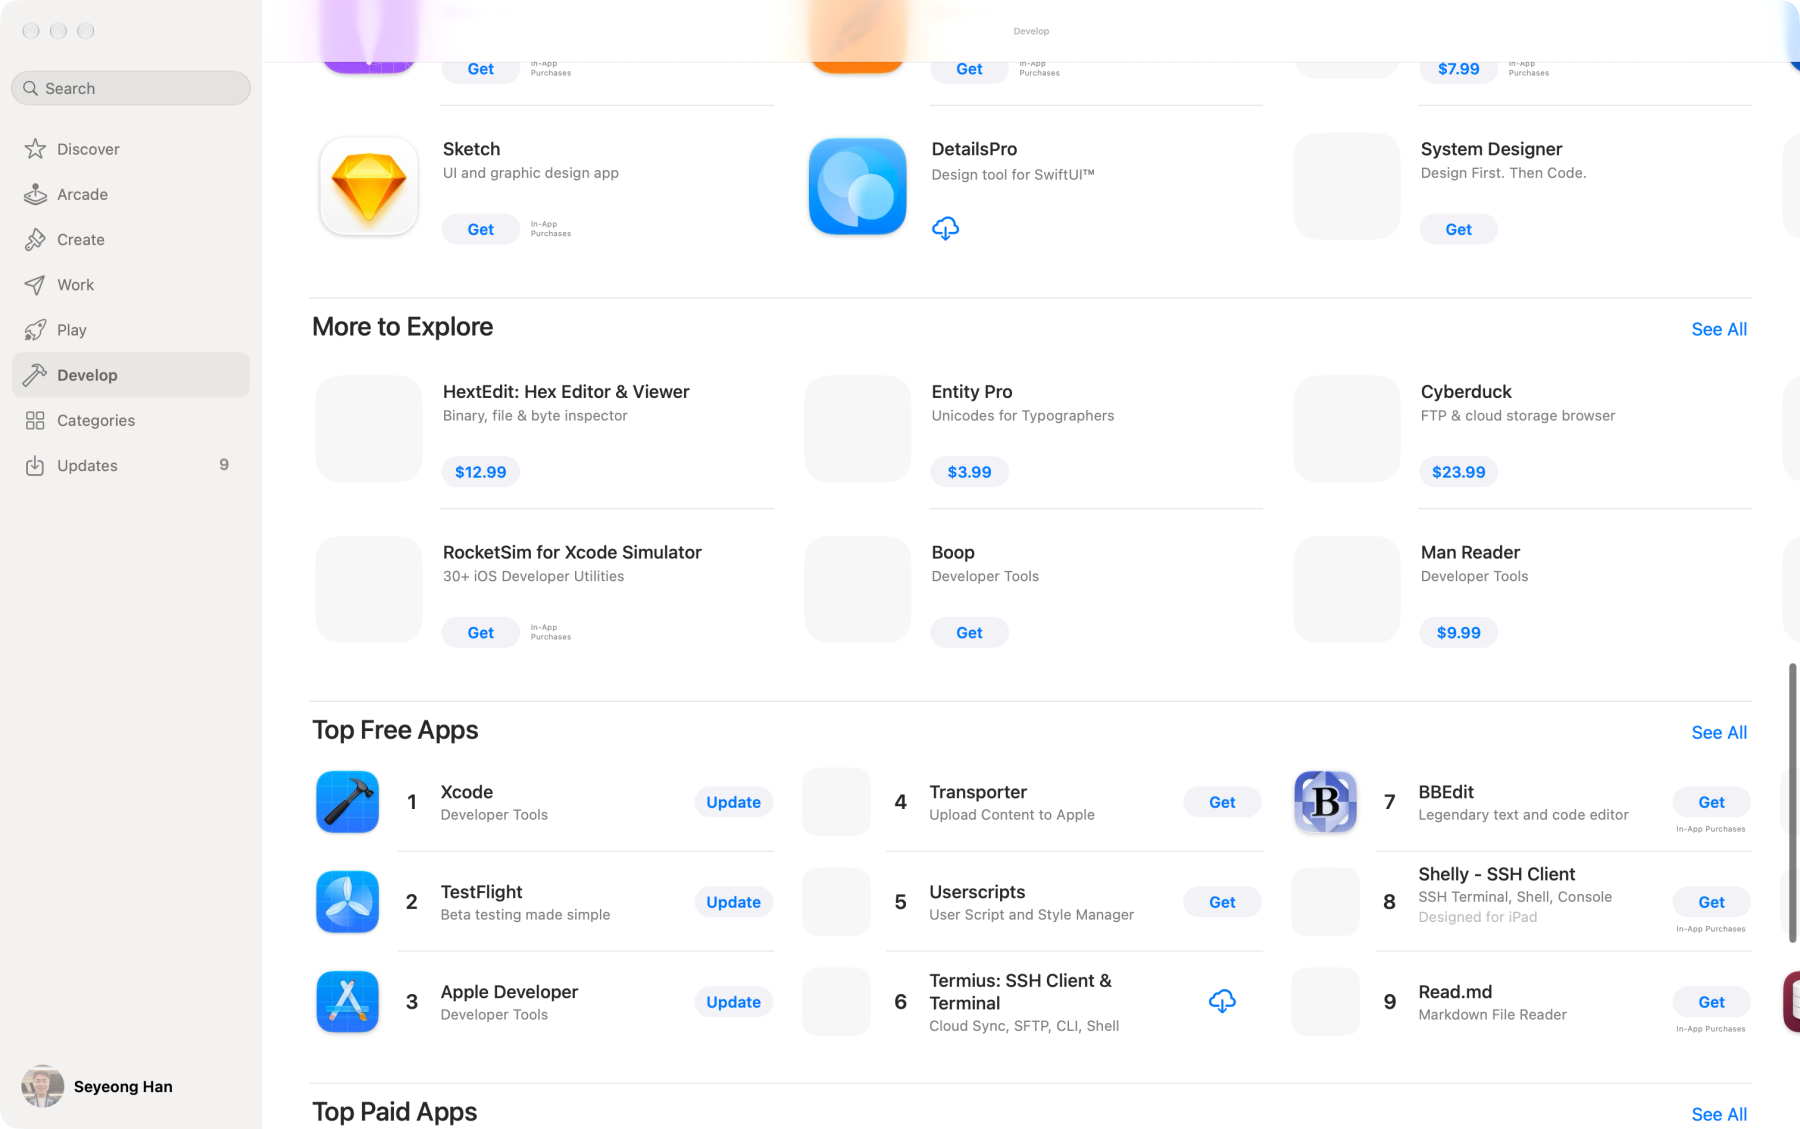 Develop
Search
Discover
Arcade
Create
Work
Play
Develop
Categories
Updates
9
Seyeong Han
Get
In-App
Purchases
Get
In-App
Purchases
$7.99
In-App
Purchases
Sketch
UI and graphic design app
Get
In-App
Purchases
DetailsPro
Design tool for SwiftUI™
System Designer
Design First. Then Code.
Get
More to Explore
See All
HextEdit: Hex Editor & Viewer
Binary, file & byte inspector
$12.99
Entity Pro
Unicodes for Typographers
$3.99
Cyberduck
FTP & cloud storage browser
$23.99
RocketSim for Xcode Simulator
30+ iOS Developer Utilities
Get
In-App
Purchases
Boop
Developer Tools
Get
Man Reader
Developer Tools
$9.99
Top Free Apps
See All
1
Xcode
Developer Tools
Update
4
Transporter
Upload Content to Apple
Get
B
7
BBEdit
Legendary text and code editor
Get
In-App Purchases
2
TestFlight
Beta testing made simple
Update
5
Userscripts
User Script and Style Manager
Get
8
Shelly - SSH Client
SSH Terminal, Shell, Console
Designed for iPad
Get
In-App Purchases
3
Apple Developer
Developer Tools
Update
6
Termius: SSH Client &
Terminal
Cloud Sync, SFTP, CLI, Shell
9
Read.md
Markdown File Reader
Get
In-App Purchases
Top Paid Apps
See All